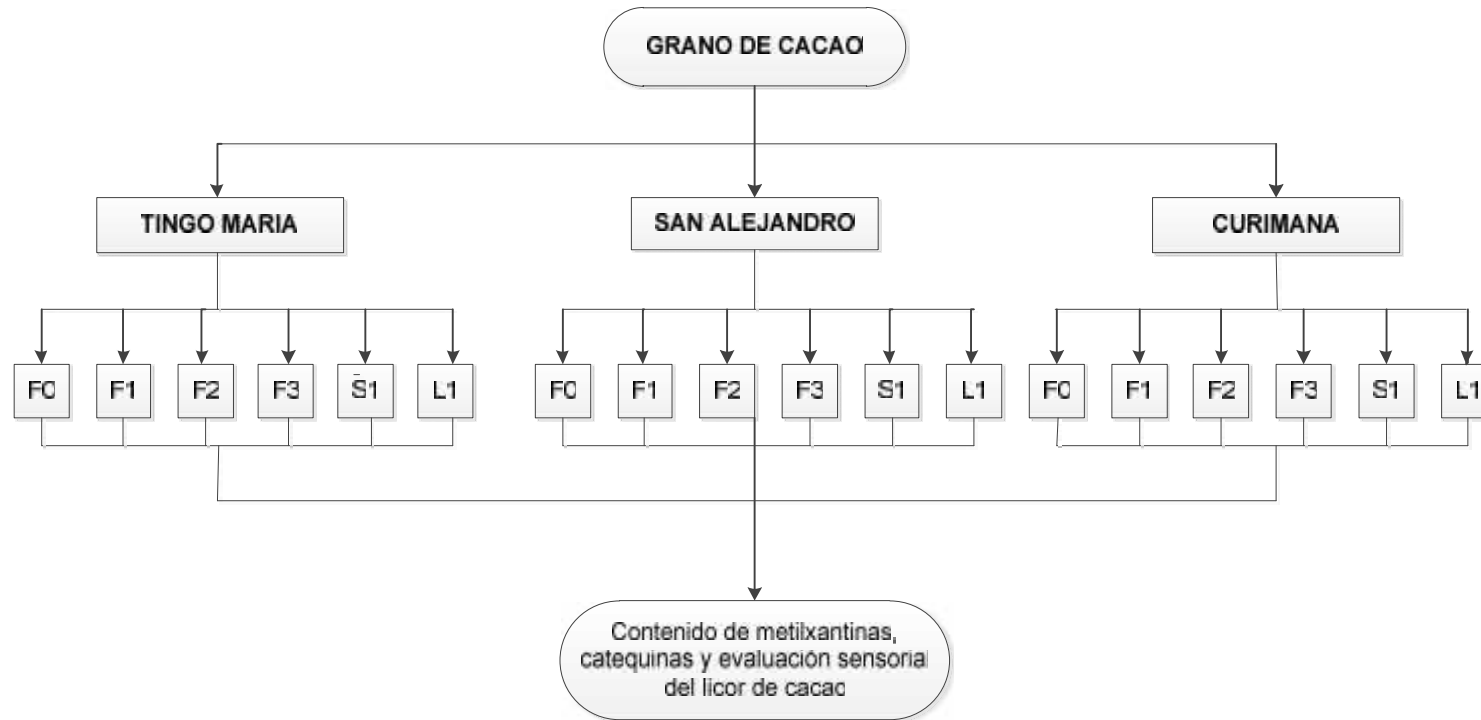 GRANO DE CACAO
TINGO MARIA
SAN ALEJANDRO
CURIMANA
F0 F1 F2 F3 S1 L1
F0 F1 F2 F3 S1 L1
F0 F1 F2 F3 S1 L1
Contenido de metilxantinas,
catequinas y evaluación sensorial
del licor de cacao